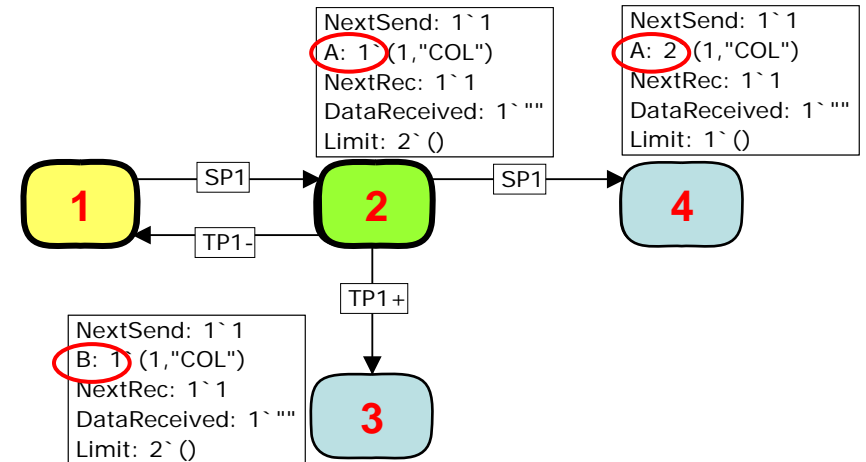 NextSend: 1`1
A: 1`(1,"COL")
NextRec: 1`1
DataReceived: 1`""
Limit: 2`()
NextSend: 1`1
A: 2 (1,"COL")
NextRec: 1`1
DataReceived: 1`""
Limit: 1`()
1
SP1
2
SP1
4
TP1-
TP1+
NextSend: 1`1
B: 1`(1,"COL")
NextRec: 1`1
DataReceived: 1`""
Limit: 2`()
3